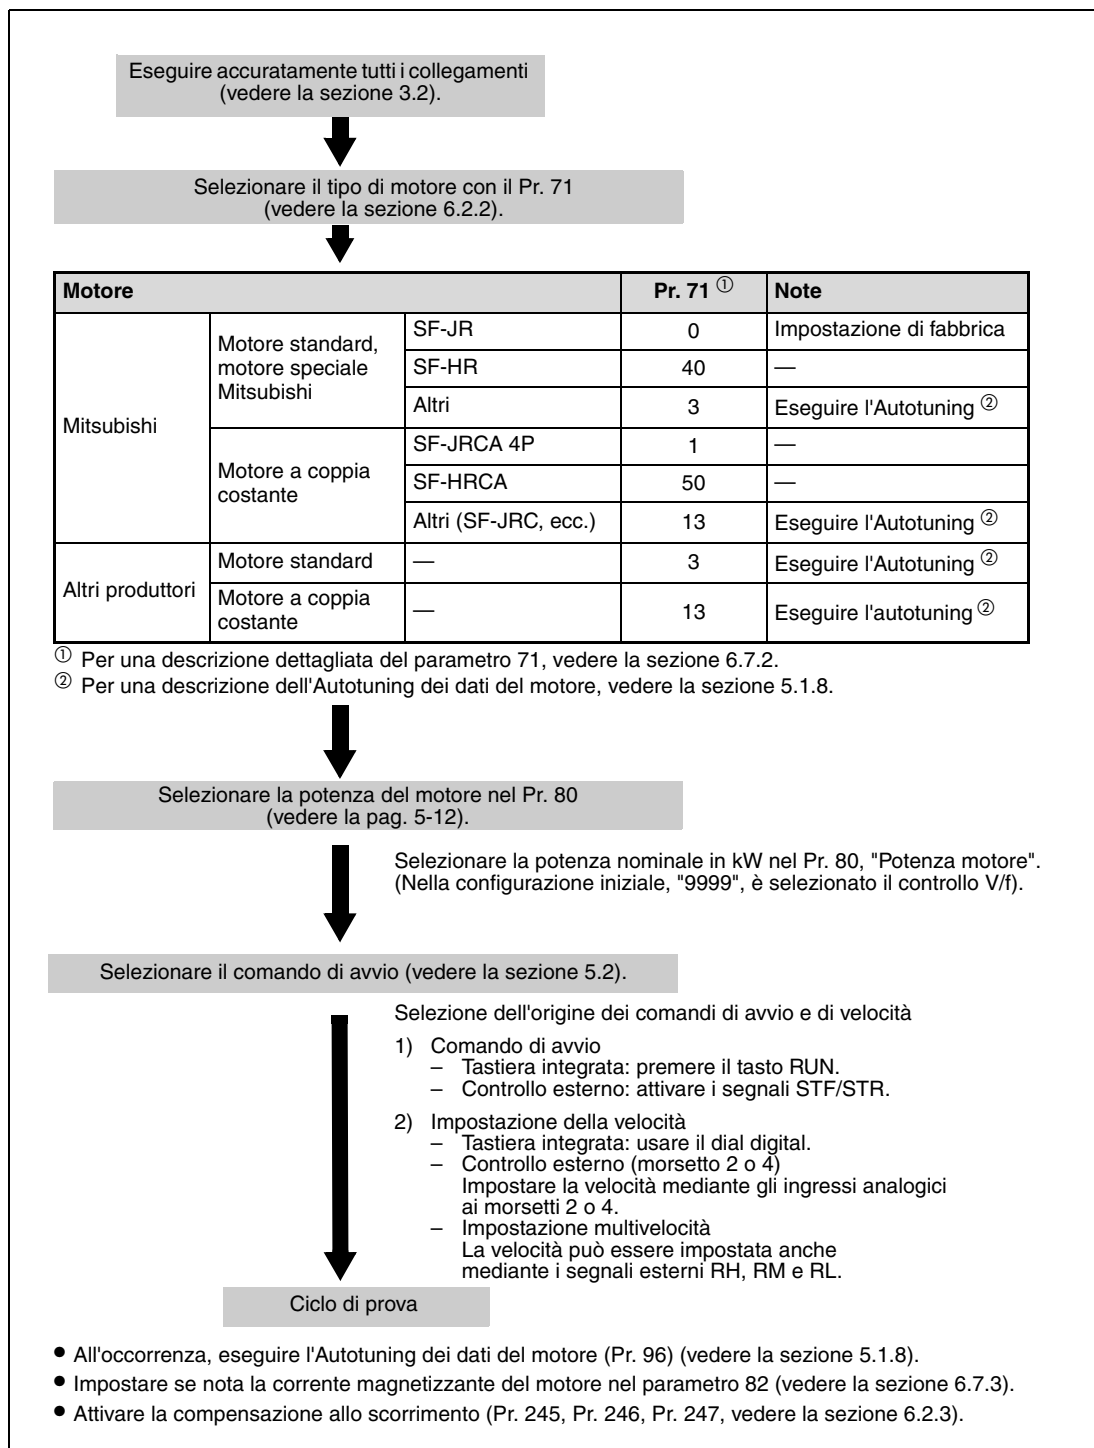 Eseguire accuratamente tutti i collegamenti
(vedere la sezione 3.2).
Selezionare il tipo di motore con il Pr. 71
(vedere la sezione 6.2.2).
Motore Pr. 71 ① Note
Mitsubishi
Motore standard,
motore speciale
Mitsubishi
SF-JR 0 Impostazione di fabbrica
SF-HR 40 —
Altri 3 Eseguire l'Autotuning ②
Motore a coppia
costante
SF-JRCA 4P 1 —
SF-HRCA 50 —
Altri (SF-JRC, ecc.) 13 Eseguire l'Autotuning ②
Altri produttori
Motore standard — 3 Eseguire l'Autotuning ②
Motore a coppia
costante
— 13 Eseguire l'autotuning ②
① Per una descrizione dettagliata del parametro 71, vedere la sezione 6.7.2.
② Per una descrizione dell'Autotuning dei dati del motore, vedere la sezione 5.1.8.
Selezionare la potenza del motore nel Pr. 80
(vedere la pag. 5-12).
Selezionare la potenza nominale in kW nel Pr. 80, "Potenza motore".
(Nella configurazione iniziale, "9999", è selezionato il controllo V/f).
Selezionare il comando di avvio (vedere la sezione 5.2).
Selezione dell'origine dei comandi di avvio e di velocità
1) Comando di avvio
– Tastiera integrata: premere il tasto RUN.
– Controllo esterno: attivare i segnali STF/STR.
2) Impostazione della velocità
– Tastiera integrata: usare il dial digital.
– Controllo esterno (morsetto 2 o 4)
Impostare la velocità mediante gli ingressi analogici
ai morsetti 2 o 4.
– Impostazione multivelocità
La velocità può essere impostata anche
mediante i segnali esterni RH, RM e RL.
Ciclo di prova
● All'occorrenza, eseguire l'Autotuning dei dati del motore (Pr. 96) (vedere la sezione 5.1.8).
● Impostare se nota la corrente magnetizzante del motore nel parametro 82 (vedere la sezione 6.7.3).
● Attivare la compensazione allo scorrimento (Pr. 245, Pr. 246, Pr. 247, vedere la sezione 6.2.3).